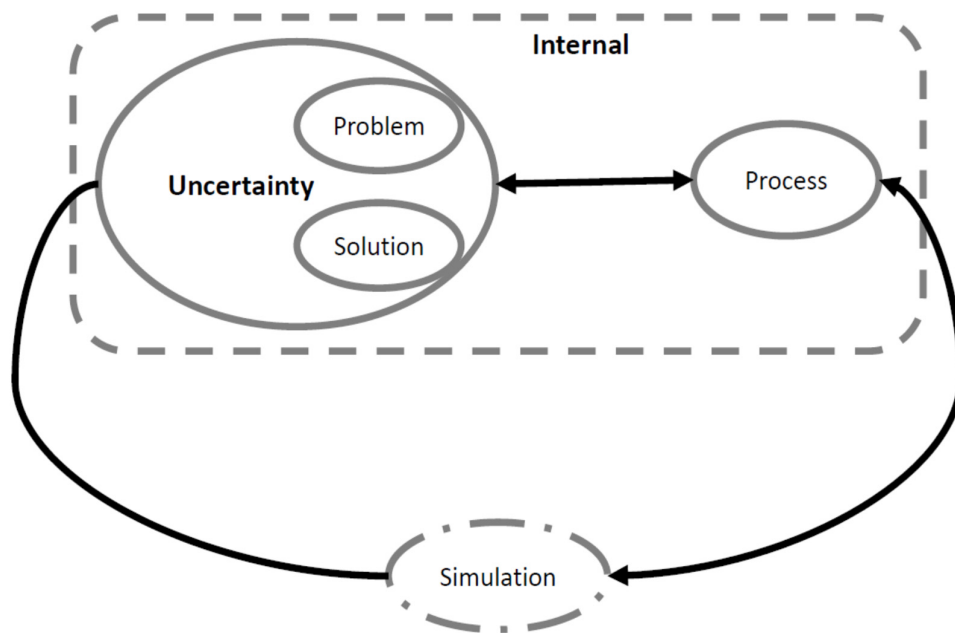 Internal
Problem
Uncertainty
Process
Solution
Simulation